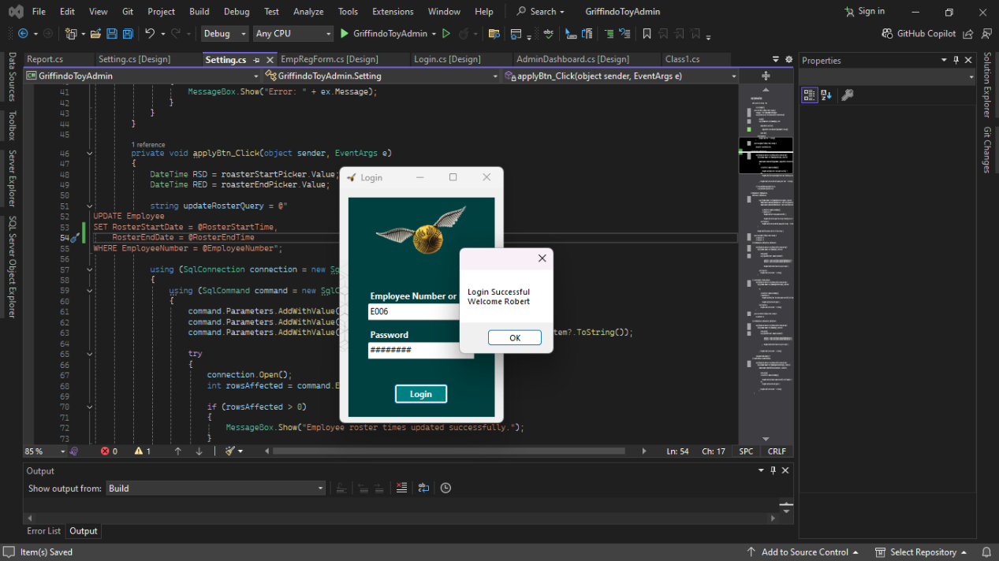 File Edit View Git Project Build Debug Test Analyze Tools Extensions Window Help Search GriffindoToyAdmin Sign in
Debug Any CPU GriffindoToyAdmin GitHub Copilot
Report.cs Setting.cs [Design] Setting.cs EmpRegForm.cs [Design] Login.cs [Design] AdminDashboard.cs [Design] Class1.cs
GriffindoToyAdmin GriffindoToyAdmin.Setting applyBtn_Click(object sender, EventArgs e)
Data Sources
Toolbox
Server Explorer
SQL Server Object Explorer
41 MessageBox.Show("Error: " + ex.Message);
42 }
43 }
44 }
45
1 reference
46 private void applyBtn_Click(object sender, EventArgs e)
47 {
48 DateTime RSD = roasterStartPicker.Value;
49 DateTime RED = roasterEndPicker.Value;
50
51 string updateRosterQuery = @"
52 UPDATE Employee
53 SET RosterStartDate = @RosterStartTime,
54 RosterEndDate = @RosterEndTime
55 WHERE EmployeeNumber = @EmployeeNumber";
56
57 using (SqlConnection connection = new
58 {
59 using (SqlCommand command = new
60 {
61 command.Parameters.AddWithValue(
62 command.Parameters.AddWithValue(
63 command.Parameters.AddWithValue( tem?.ToString());
64
65 try
66 {
67 connection.Open();
68 int rowsAffected =
69
70 if (rowsAffected > 0)
71 {
72 MessageBox.Show("Employee roster times updated successfully.");
73 }
Login
Employee Number or
E006
Password
########
Login
Login Successful
Welcome Robert
OK
85 % 0 1 Ln: 54 Ch: 17 SPC CRLF
Output
Show output from: Build
Error List Output
Properties
Solution Explorer
Git Changes
Item(s) Saved Add to Source Control Select Repository